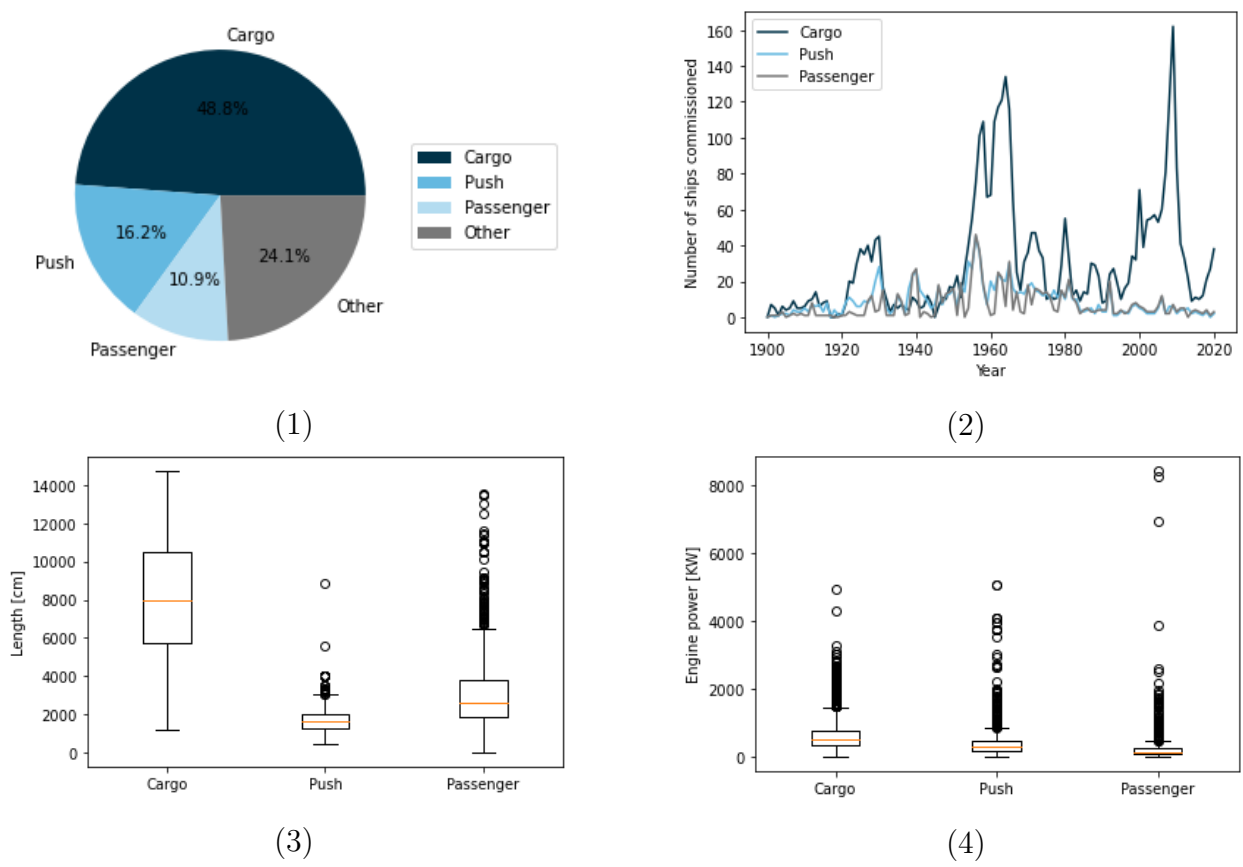 Cargo
48.8%
Push
16.2%
10.9%
Passenger
24.1%
Other
Cargo
Push
Passenger
Other
(1)
Cargo
Push
Passenger
Number of ships commissioned
160
140
120
100
80
60
40
20
0
1900
1920
1940
1960
1980
2000
2020
Year
(2)
Length [cm]
14000
12000
10000
8000
6000
4000
2000
0
Cargo
Push
Passenger
(3)
Engine power [KW]
8000
6000
4000
2000
0
Cargo
Push
Passenger
(4)